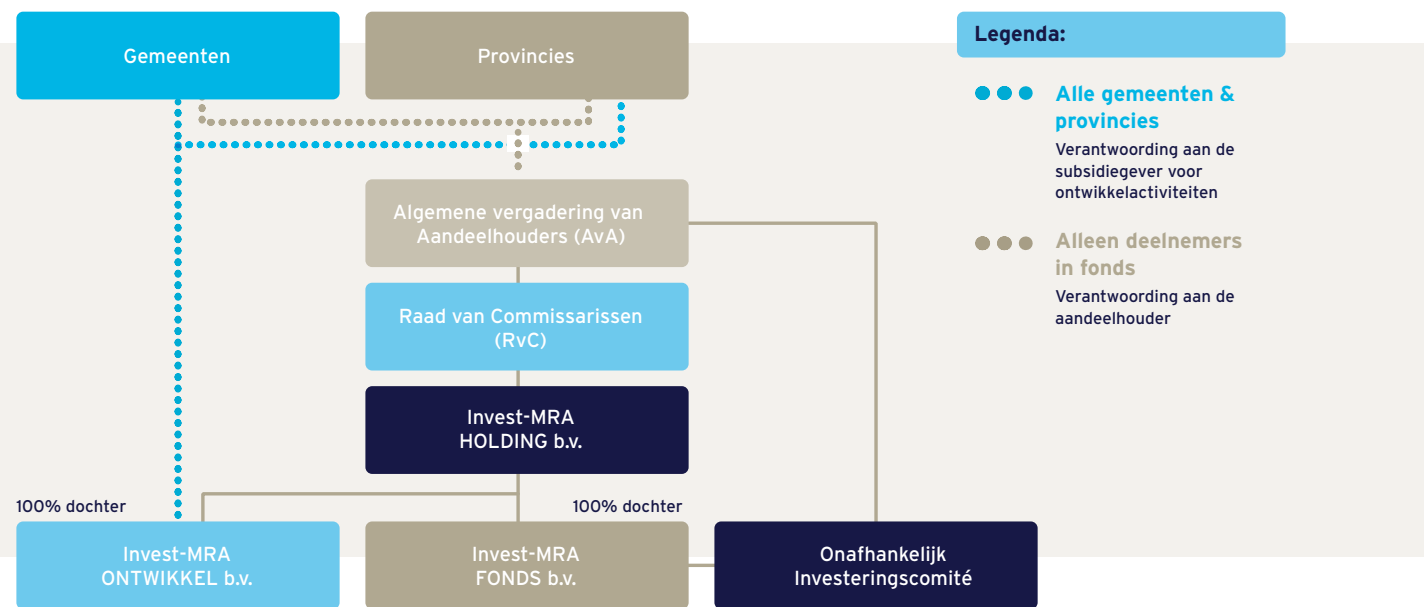 Gemeenten
Provincies
Legenda:
Alle gemeenten &
provincies
Verantwoording aan de
subsidiegever voor
ontwikkelactiviteiten
Alleen deelnemers
in fonds
Verantwoording aan de
aandeelhouder
Algemene vergadering van
Aandeelhouders (AvA)
Raad van Commissarissen
(RvC)
Invest-MRA
HOLDING b.v.
100% dochter
100% dochter
Invest-MRA
ONTWIKKEL b.v.
Invest-MRA
FONDS b.v.
Onafhankelijk
Investeringscomité